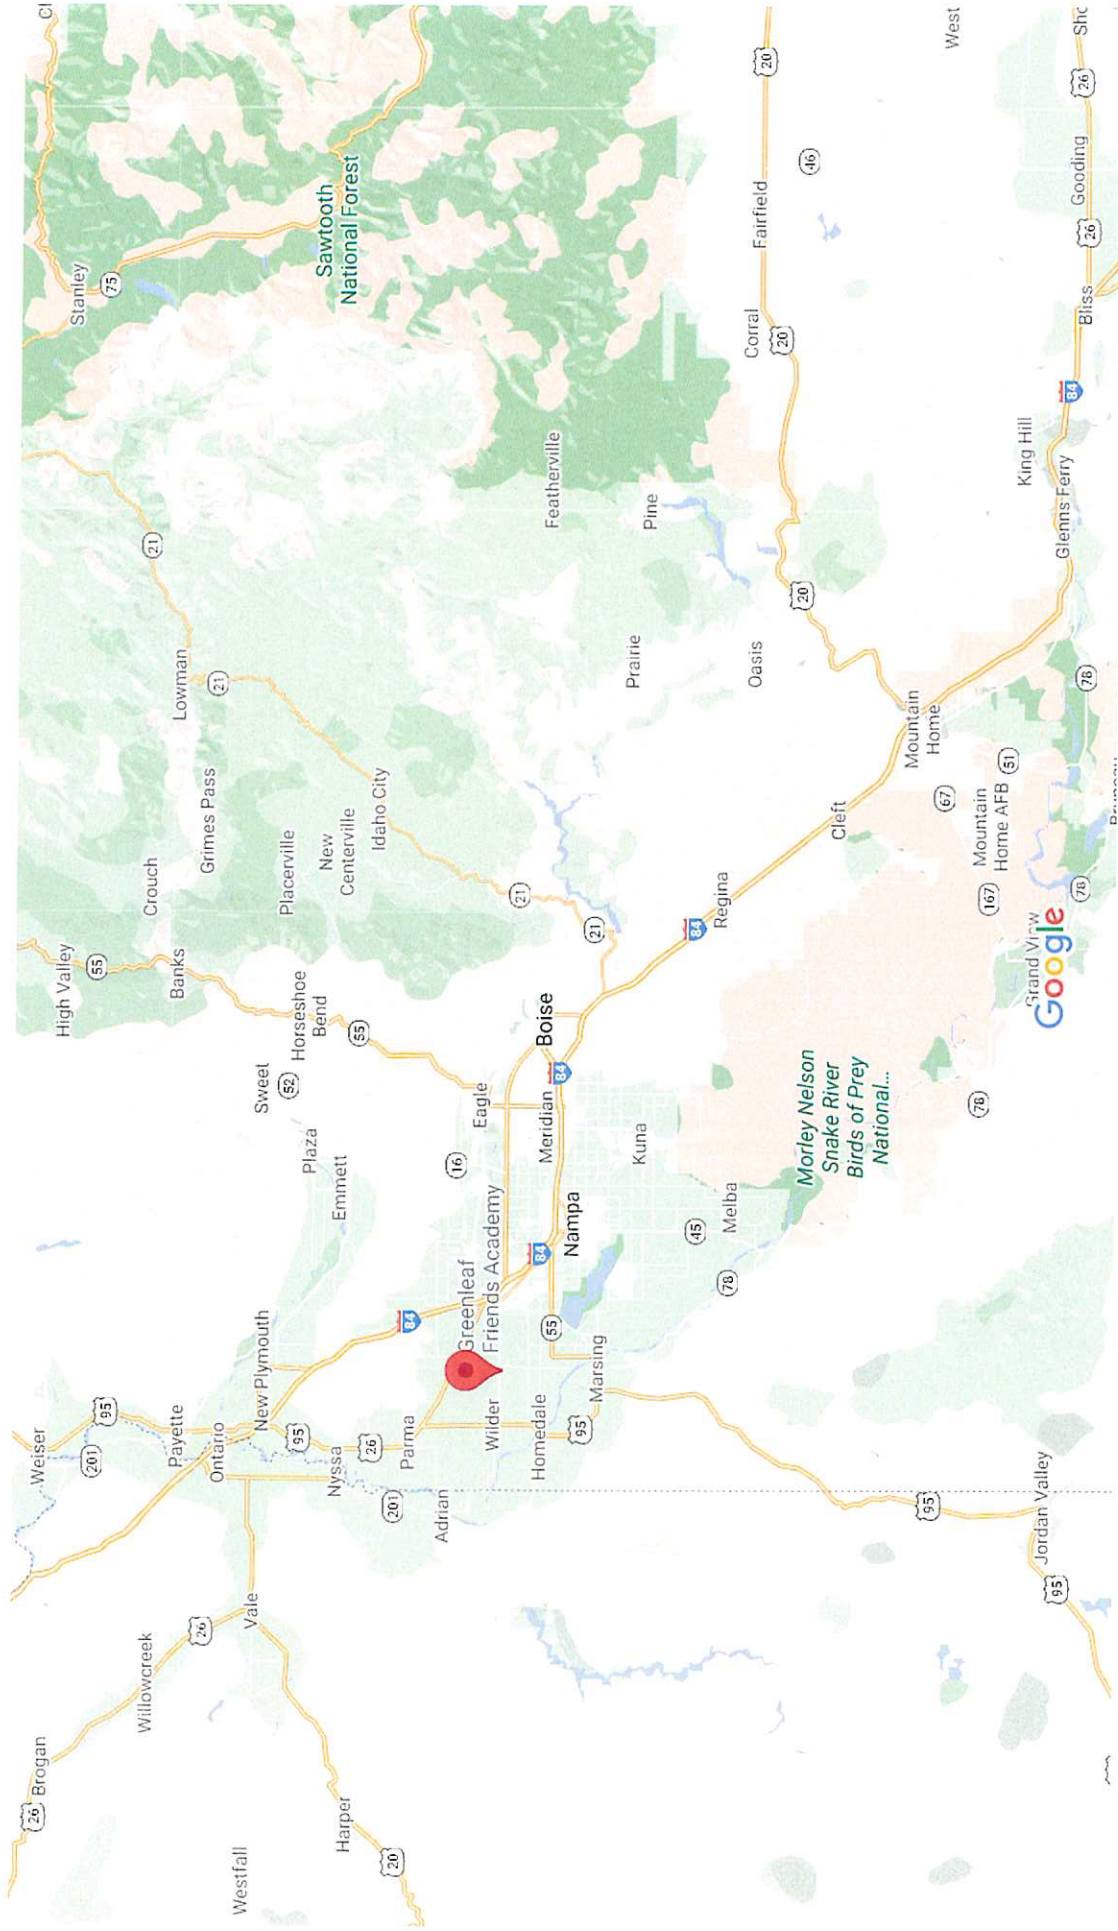 Brogan
26
Westfall
Harper
20
Willowcreek
26
Vale
Weiser
201
95
Payette
Ontario
New Plymouth
95
Nyssa
26
201
Adrian
Parma
Wilder
Homedale
95
Marsing
55
95
Jordan Valley
95
84
Greenleaf
Friends Academy
84
Nampa
Emmett
Plaza
Sweet
52
Horseshoe
Bend
55
High Valley
55
Banks
Crouch
Grimes Pass
Placerville
New
Centerville
Idaho City
21
21
Lowman
21
21
Stanley
75
Cl
Sawtooth
National Forest
16
Eagle
Meridian
84
Boise
Kuna
Melba
45
78
Morley Nelson
Snake River
Birds of Prey
National...
78
Grand View
Google
78
167
Mountain
Home AFB
67
51
78
84
Regina
Cleft
Mountain
Home
Oasis
Prairie
Pine
Featherville
20
Corral
20
Fairfield
20
46
West
King Hill
Glenns Ferry
84
Bliss
26
Gooding
26
Sho